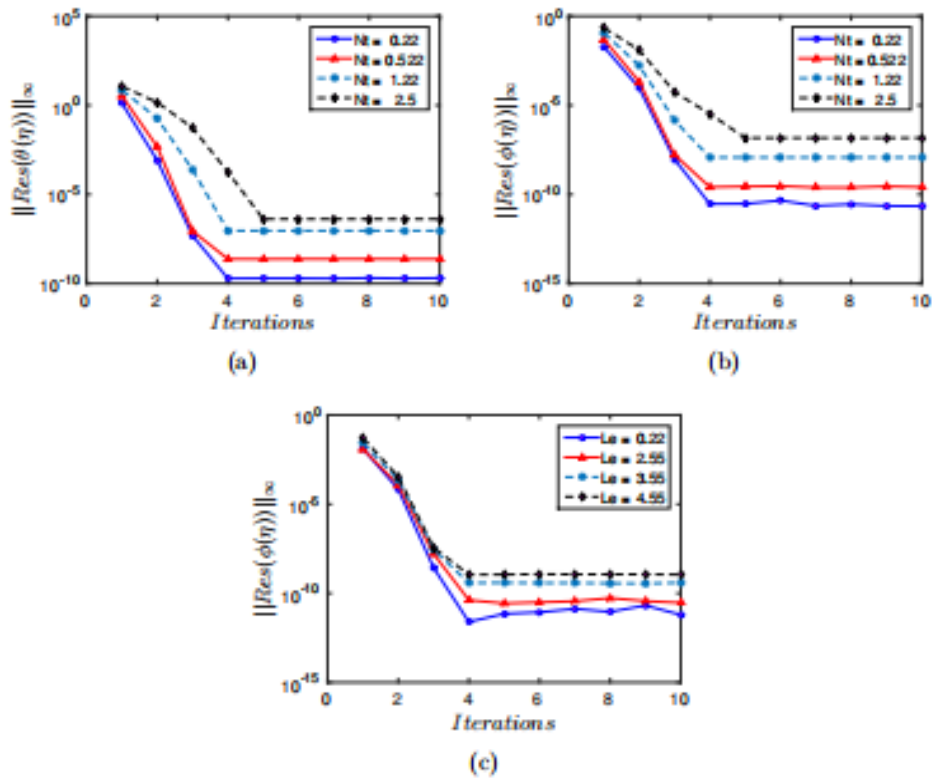 10^5
10^0
10^-5
10^-10
0 2 4 6 8 10
||Res(θ(η))||∞
Iterations
Nt = 0.22
Nt = 0.522
Nt = 1.22
Nt = 2.5
(a)
10^0
10^-5
10^-10
10^-15
0 2 4 6 8 10
||Res(ϕ(η))||∞
Iterations
Nt = 0.22
Nt = 0.522
Nt = 1.22
Nt = 2.5
(b)
10^0
10^-5
10^-10
10^-15
0 2 4 6 8 10
||Res(ϕ(η))||∞
Iterations
Le = 0.22
Le = 2.55
Le = 3.55
Le = 4.55
(c)